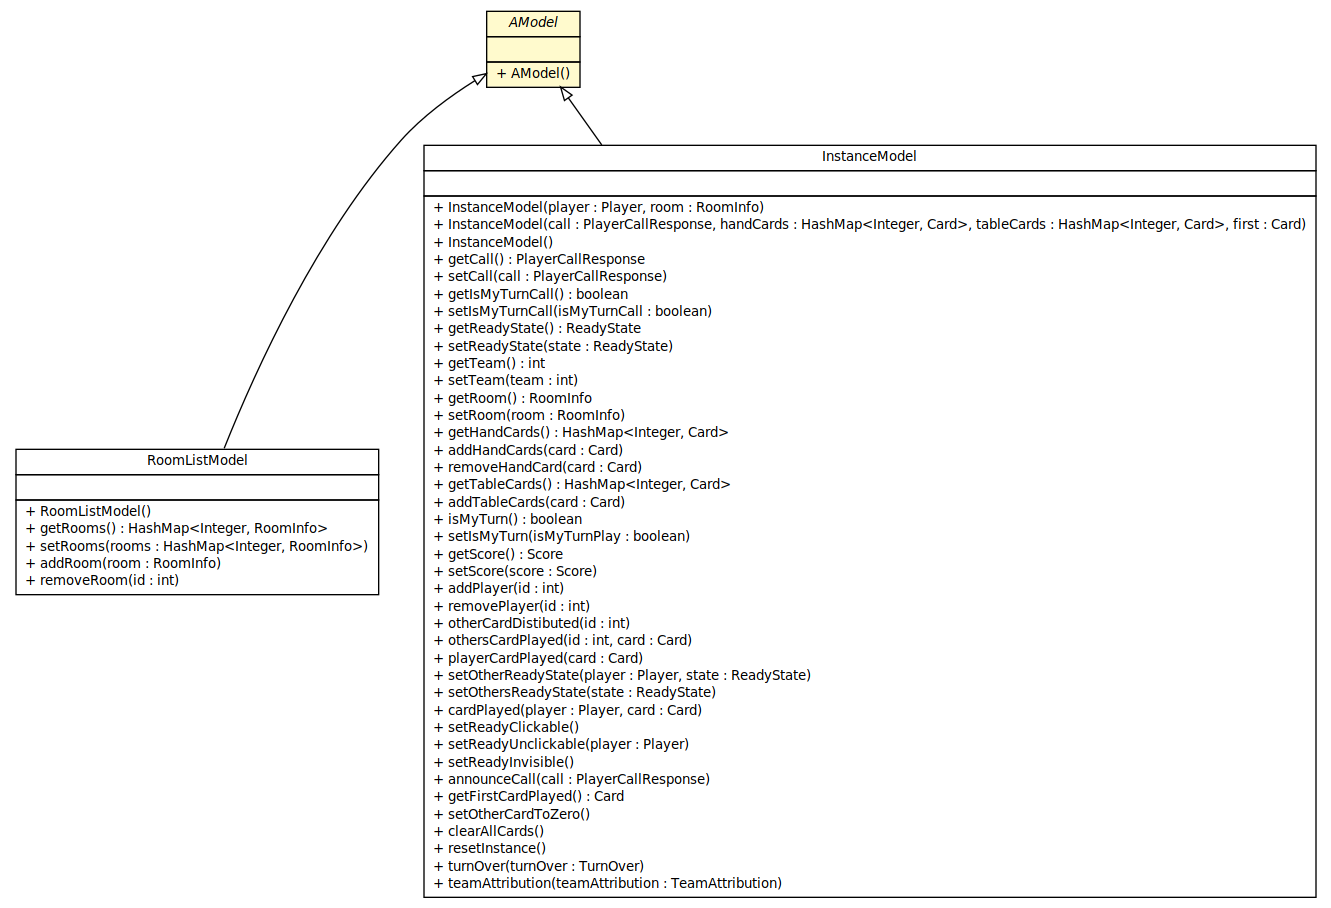 AModel
+ AModel()
InstanceModel
+ InstanceModel(player : Player, room : RoomInfo)
+ InstanceModel(call : PlayerCallResponse, handCards : HashMap<Integer, Card>, tableCards : HashMap<Integer, Card>, first : Card)
+ InstanceModel()
+ getCall() : PlayerCallResponse
+ setCall(call : PlayerCallResponse)
+ getIsMyTurnCall() : boolean
+ setIsMyTurnCall(isMyTurnCall : boolean)
+ getReadyState() : ReadyState
+ setReadyState(state : ReadyState)
+ getTeam() : int
+ setTeam(team : int)
+ getRoom() : RoomInfo
+ setRoom(room : RoomInfo)
+ getHandCards() : HashMap<Integer, Card>
+ addHandCards(card : Card)
+ removeHandCard(card : Card)
+ getTableCards() : HashMap<Integer, Card>
+ addTableCards(card : Card)
+ isMyTurn() : boolean
+ setIsMyTurn(isMyTurnPlay : boolean)
+ getScore() : Score
+ setScore(score : Score)
+ addPlayer(id : int)
+ removePlayer(id : int)
+ otherCardDistibuted(id : int)
+ othersCardPlayed(id : int, card : Card)
+ playerCardPlayed(card : Card)
+ setOtherReadyState(player : Player, state : ReadyState)
+ setOthersReadyState(state : ReadyState)
+ cardPlayed(player : Player, card : Card)
+ setReadyClickable()
+ setReadyUnclickable(player : Player)
+ setReadyInvisible()
+ announceCall(call : PlayerCallResponse)
+ getFirstCardPlayed() : Card
+ setOtherCardToZero()
+ clearAllCards()
+ resetInstance()
+ turnOver(turnOver : TurnOver)
+ teamAttribution(teamAttribution : TeamAttribution)
RoomListModel
+ RoomListModel()
+ getRooms() : HashMap<Integer, RoomInfo>
+ setRooms(rooms : HashMap<Integer, RoomInfo>)
+ addRoom(room : RoomInfo)
+ removeRoom(id : int)